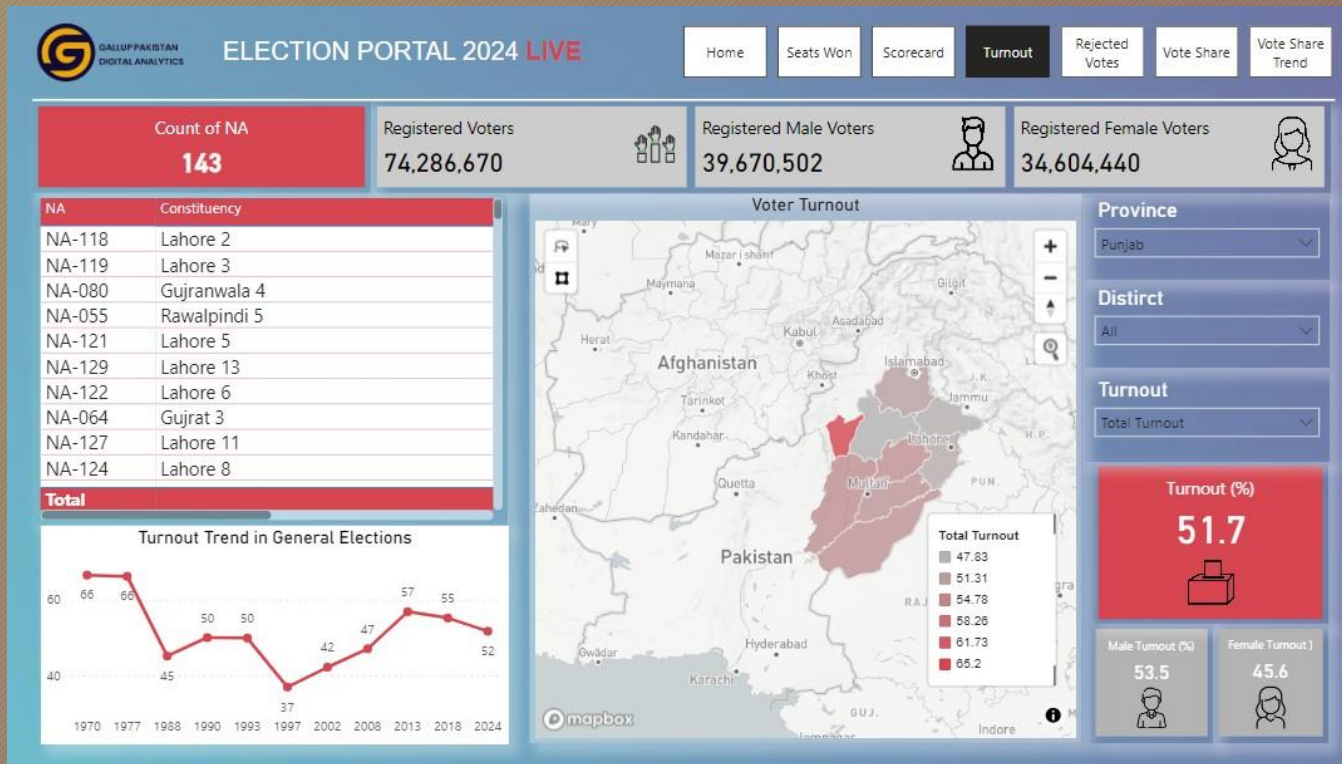 GALLUP PAKISTAN
DIGITAL ANALYTICS
ELECTION PORTAL 2024 LIVE
Home
Seats Won
Scorecard
Turnout
Rejected
Votes
Vote Share
Vote Share
Trend
Count of NA
143
Registered Voters
74,286,670
Registered Male Voters
39,670,502
Registered Female Voters
34,604,440
NA Constituency
NA-118 Lahore 2
NA-119 Lahore 3
NA-080 Gujranwala 4
NA-055 Rawalpindi 5
NA-121 Lahore 5
NA-129 Lahore 13
NA-122 Lahore 6
NA-064 Gujrat 3
NA-127 Lahore 11
NA-124 Lahore 8
Total
Turnout Trend in General Elections
60
40
66
66
45
50
50
37
42
47
57
55
52
1970 1977 1988 1990 1993 1997 2002 2008 2013 2018 2024
Voter Turnout
Mary
Mazar i sharif
Maymana
Gilgit
Asadabad
Kabul
Herat
Afghanistan
Khost
Islamabad
J.K.
Jammu
Tarinkot
Kandahar
Lahore
H.P.
Quetta
Multan
PUN.
Zahedan
Pakistan
RAJ
Hyderabad
Gwadar
Karachi
GUJ.
Indore
Jamnagar
mapbox
Total Turnout
47.83
51.31
54.78
58.26
61.73
65.2
Province
Punjab
Distirct
All
Turnout
Total Turnout
Turnout (%)
51.7
Male Turnout (%)
53.5
Female Turnout )
45.6